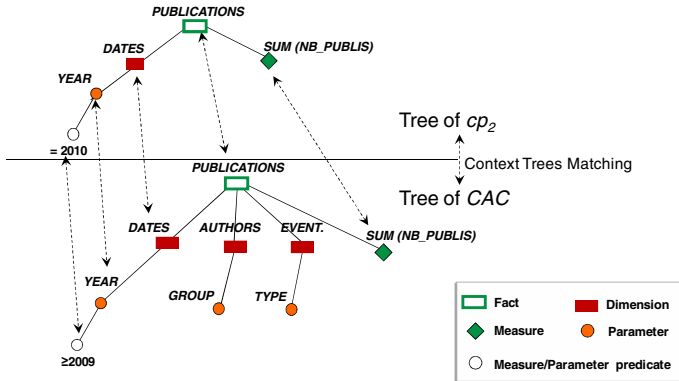 PUBLICATIONS
DATES
SUM (NB_PUBLIS)
YEAR
= 2010
Tree of cp2
Context Trees Matching
Tree of CAC
PUBLICATIONS
DATES
AUTHORS
EVENT.
SUM (NB_PUBLIS)
YEAR
GROUP
TYPE
≥2009
Fact
Dimension
Measure
Parameter
Measure/Parameter predicate